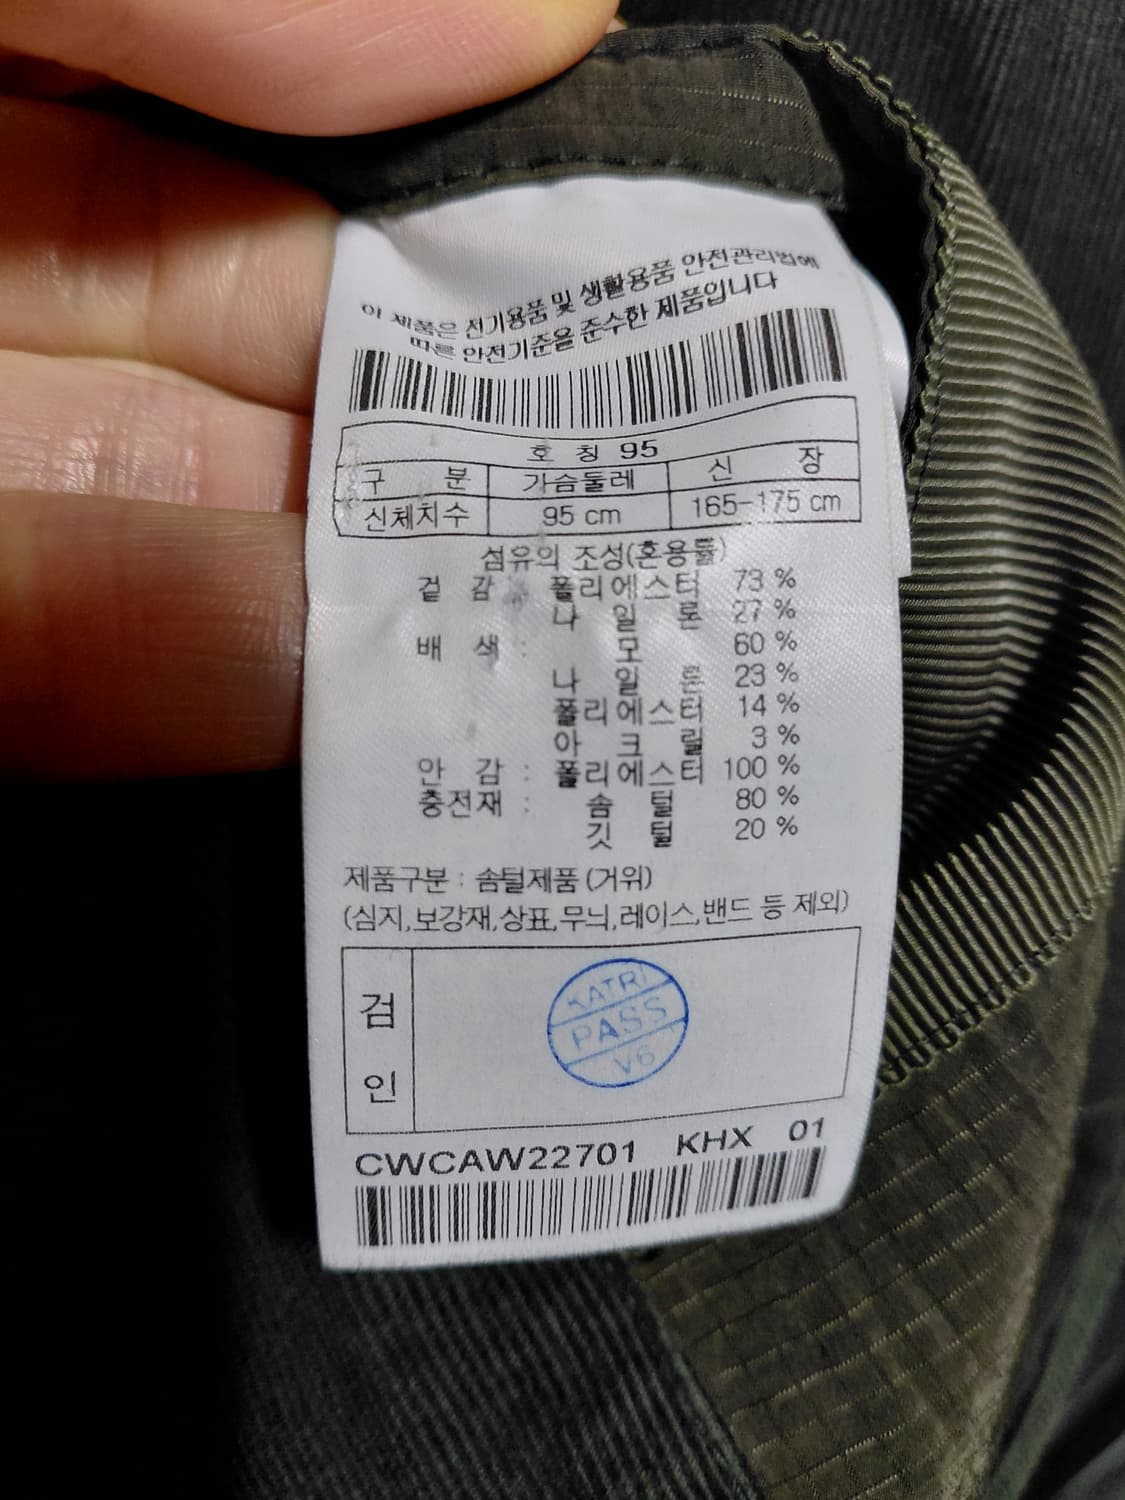 이 제품은 전기용품 및 생활용품 안전관리법에
따른 안전기준을 준수한 제품입니다
호 칭 95
구 분 가슴둘레 신 장
신체치수 95 cm 165-175 cm
섬유의 조성(혼용률)
겉 감 : 폴리에스터 73 %
나 일 론 27 %
배 색 : 모 60 %
나 일 론 23 %
폴리에스터 14 %
아 크 릴 3 %
안 감 : 폴리에스터 100 %
충전재 : 솜 털 80 %
깃 털 20 %
제품구분 : 솜털제품 (거위)
(심지,보강재,상표,무늬,레이스,밴드 등 제외)
검
인
KATRI
PASS
V6
CWCAW22701 KHX 01